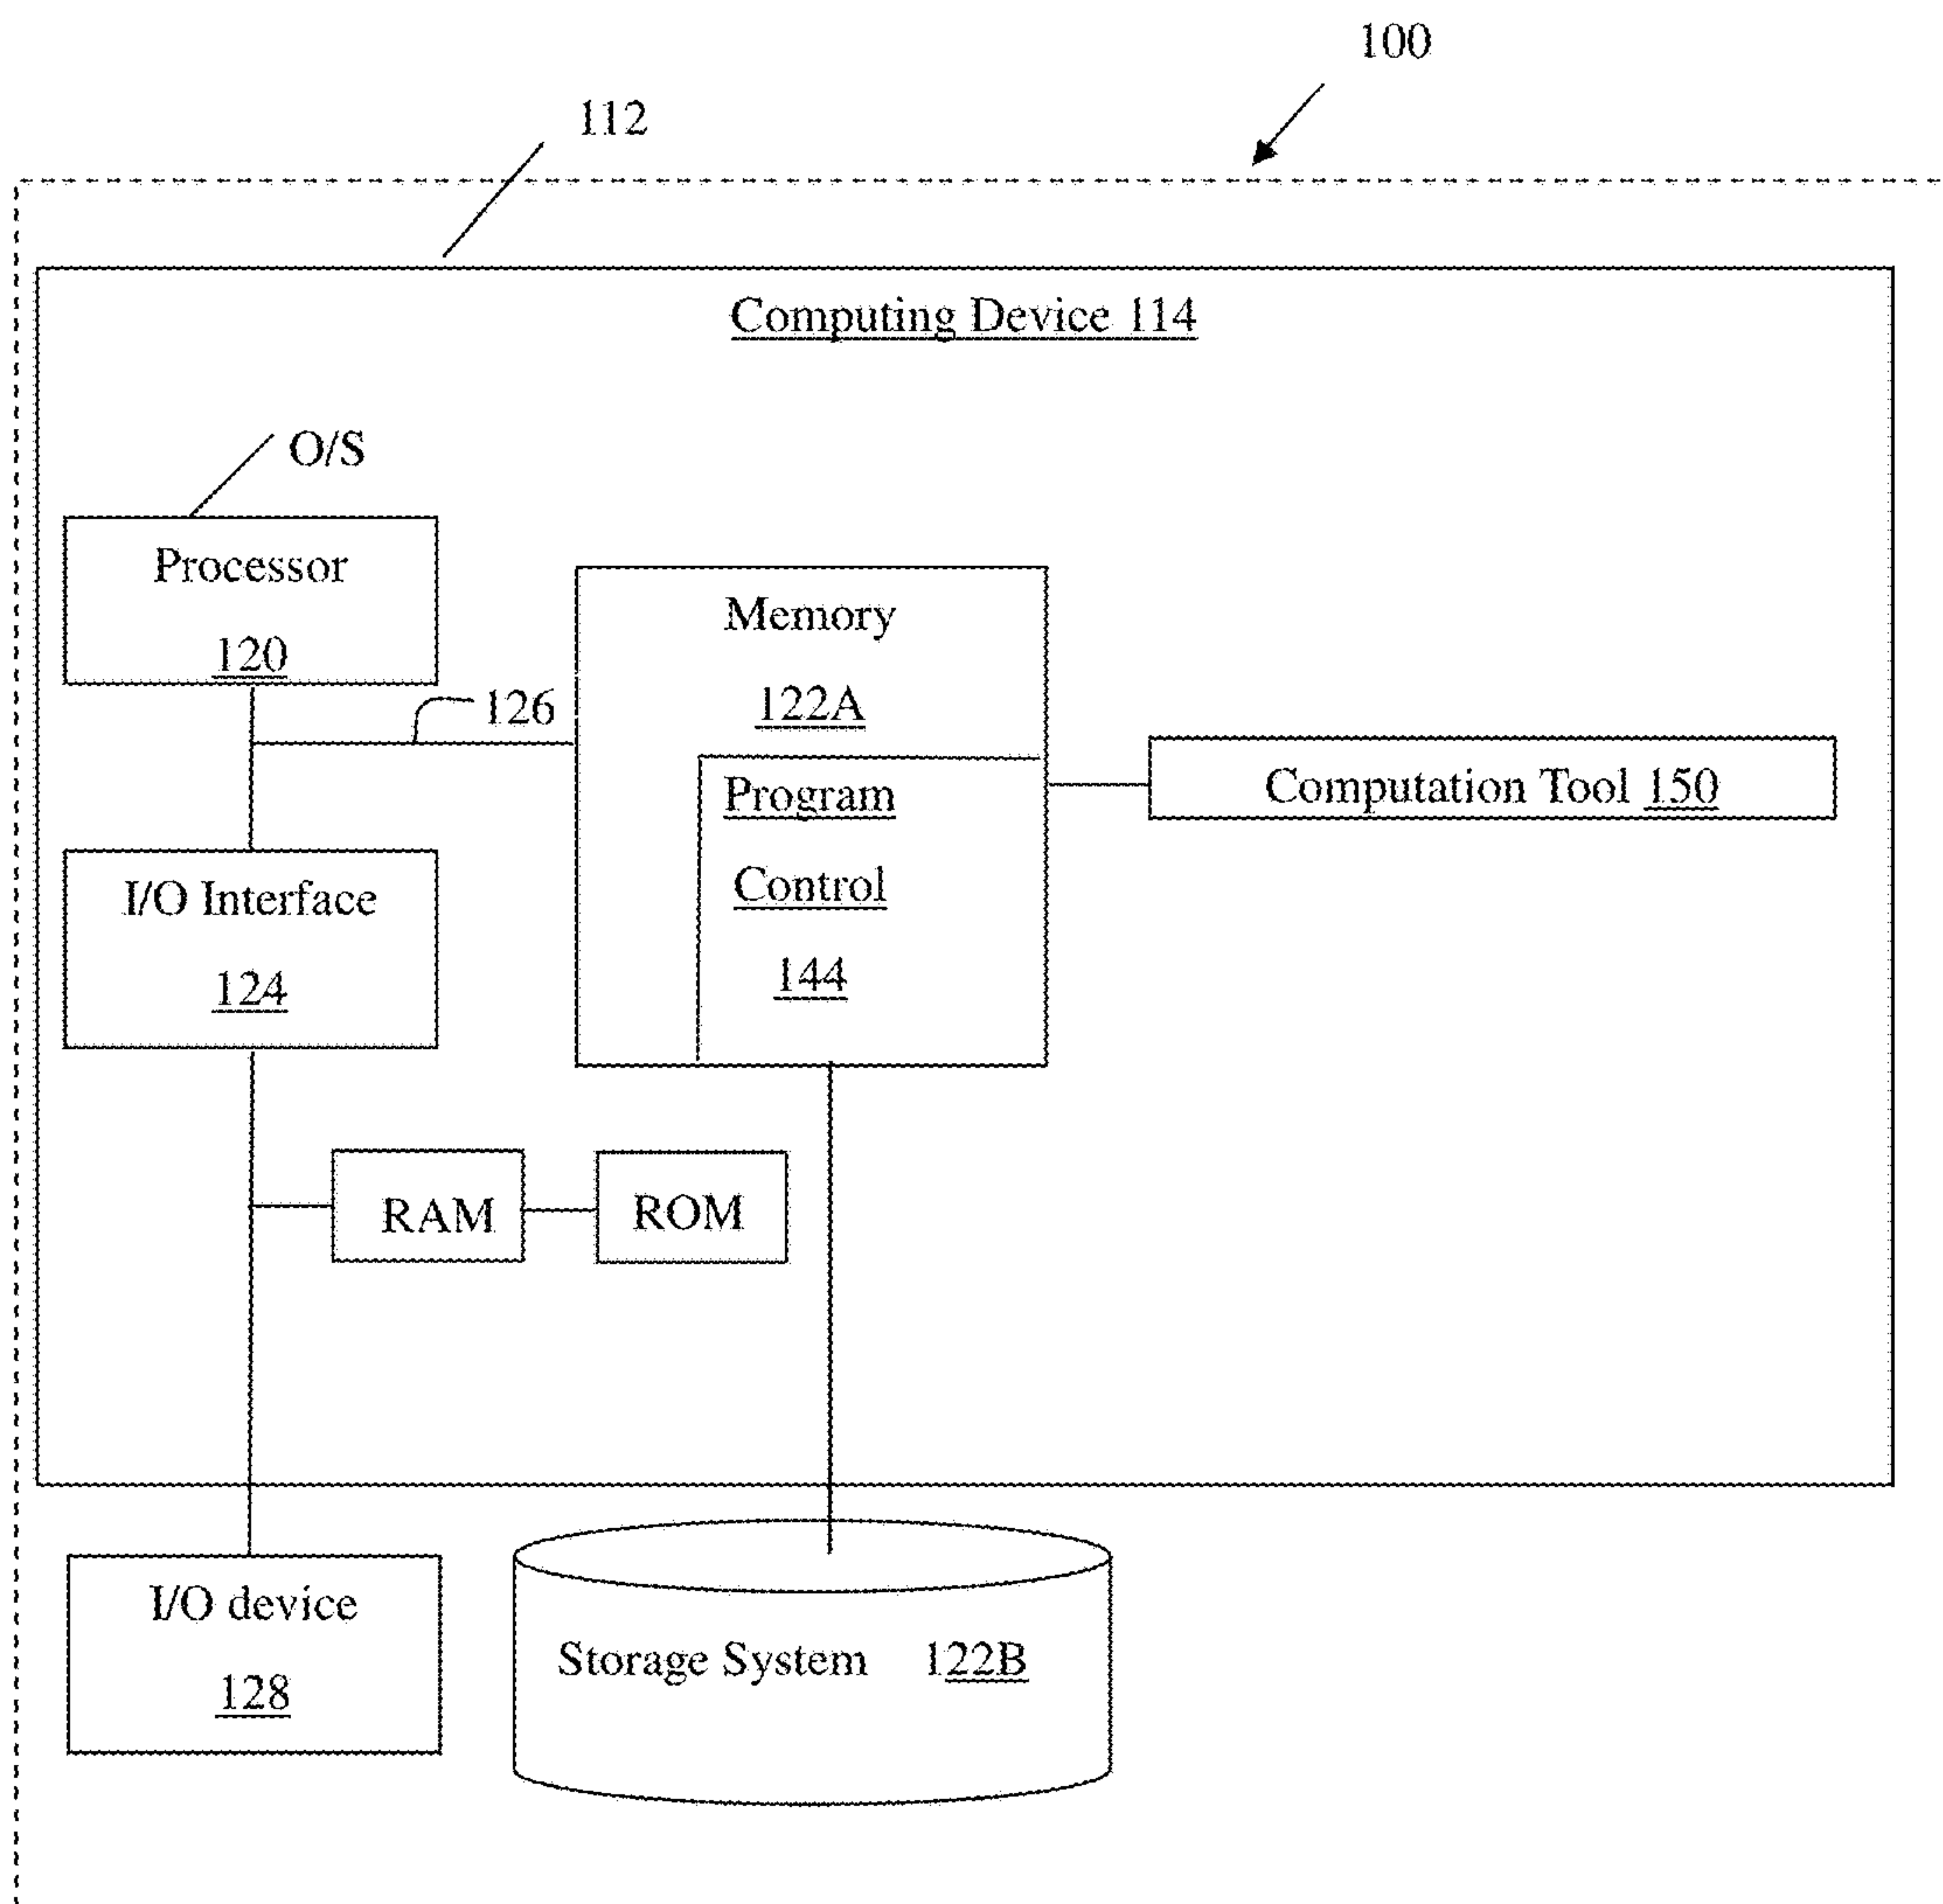 100
112
Computing Device 114
O/S
Processor
120
126
Memory
122A
Program
Control
144
Computation Tool 150
I/O Interface
124
RAM
ROM
I/O device
128
Storage System 122B